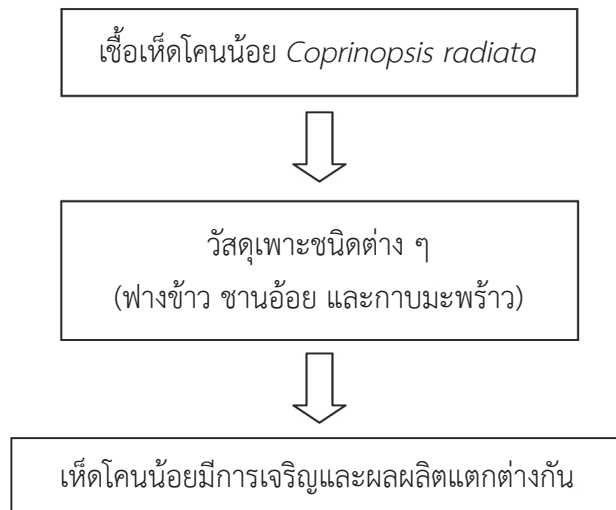 เชื้อเห็ดโคนน้อย Coprinopsis radiata
วัสดุเพาะชนิดต่าง ๆ
(ฟางข้าว ชานอ้อย และกาบมะพร้าว)
เห็ดโคนน้อยมีการเจริญและผลผลิตแตกต่างกัน